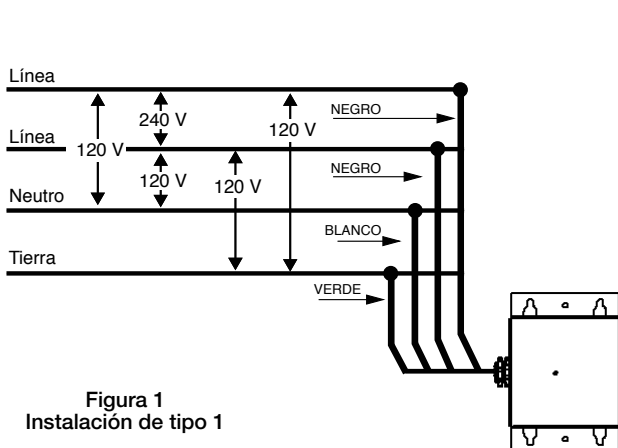 Línea
NEGRO
240 V
120 V
Línea
120 V
NEGRO
120 V
120 V
Neutro
BLANCO
Tierra
VERDE
Figura 1
Instalación de tipo 1